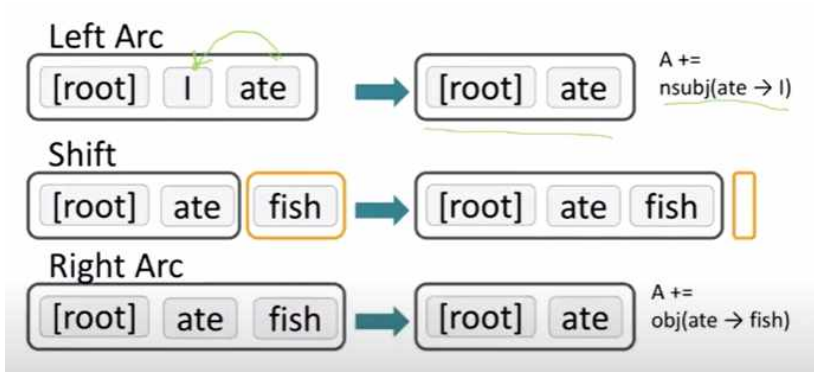 Left Arc
[root] I ate [root] ate A +=
nsubj(ate → I)
Shift
[root] ate fish [root] ate fish
Right Arc
[root] ate fish [root] ate A +=
obj(ate → fish)